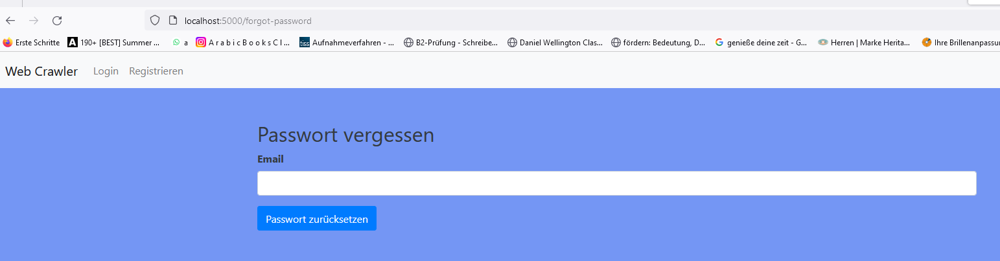 localhost:5000/forgot-password
Erste Schritte 190+ [BEST] Summer ... a A r a b i c B o o k s C l ... tiss Aufnahmeverfahren - ... B2-Prüfung - Schreibe... Daniel Wellington Clas... fördern: Bedeutung, D... genieße deine zeit - G... Herren | Marke Herita... Ihre Brillenanpassu
Web Crawler Login Registrieren
Passwort vergessen
Email
Passwort zurücksetzen